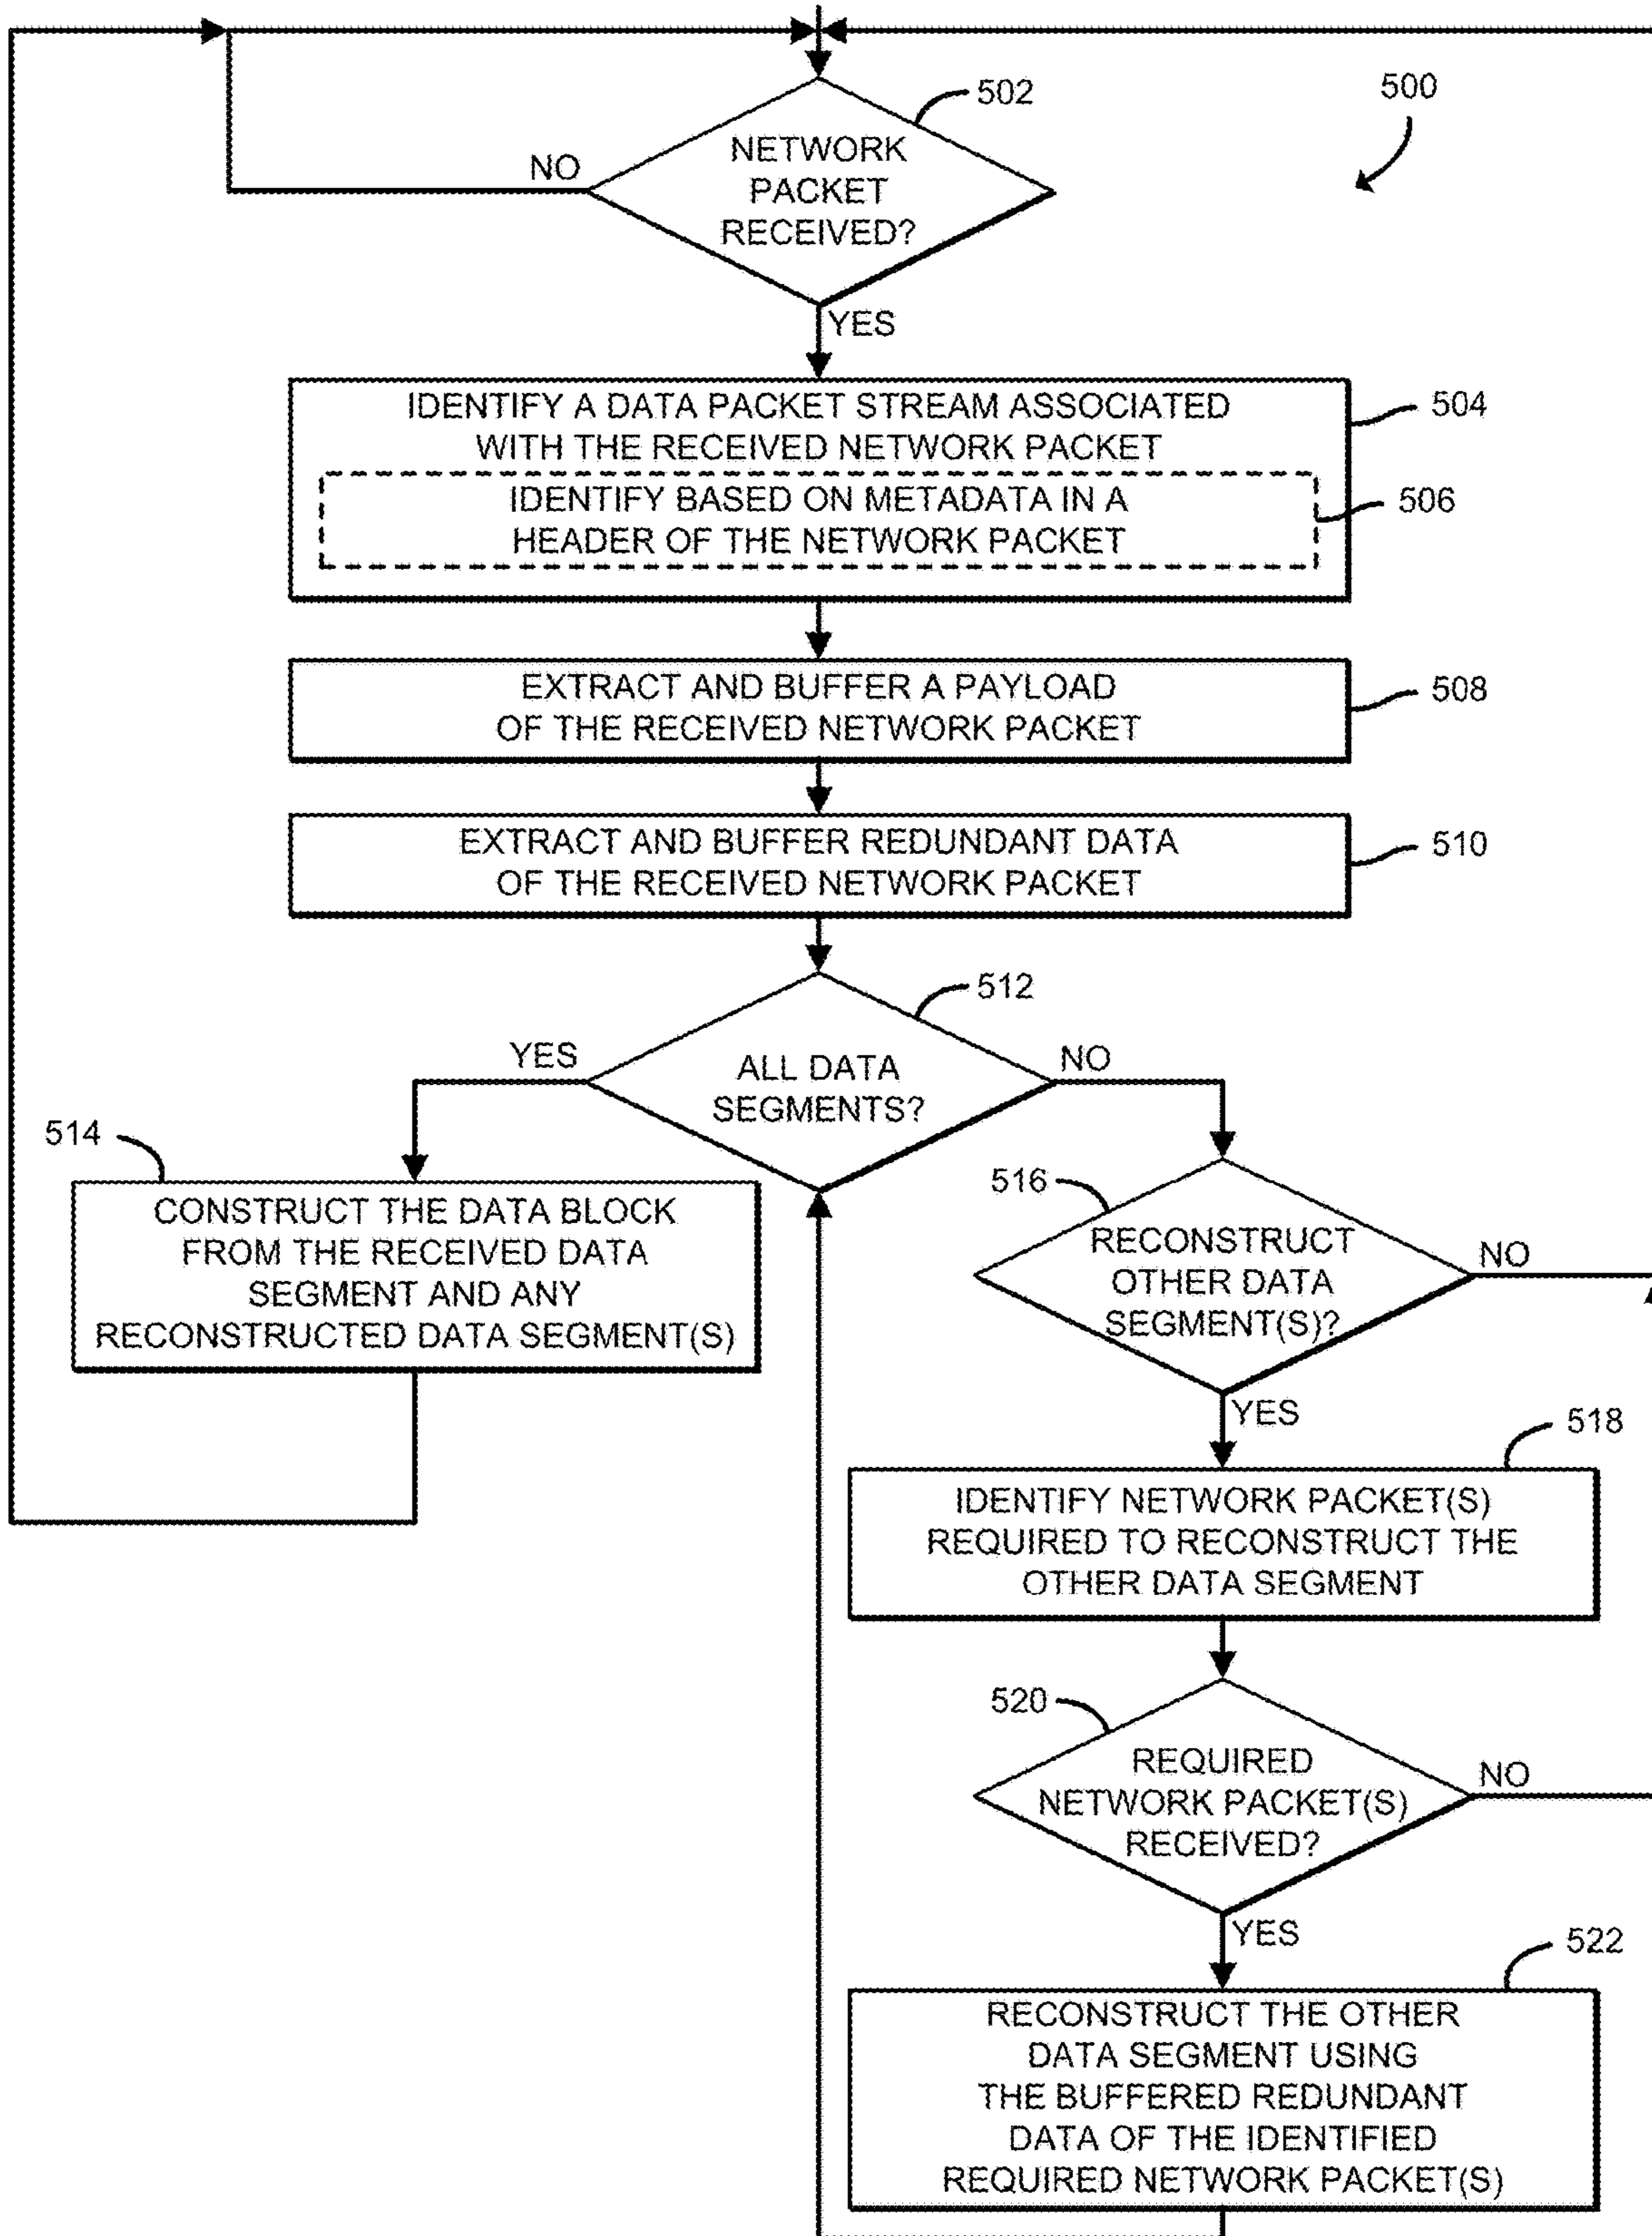 502
500
NETWORK
PACKET
RECEIVED?
NO
YES
IDENTIFY A DATA PACKET STREAM ASSOCIATED
WITH THE RECEIVED NETWORK PACKET
504
IDENTIFY BASED ON METADATA IN A
HEADER OF THE NETWORK PACKET
506
EXTRACT AND BUFFER A PAYLOAD
OF THE RECEIVED NETWORK PACKET
508
EXTRACT AND BUFFER REDUNDANT DATA
OF THE RECEIVED NETWORK PACKET
510
512
YES
ALL DATA
SEGMENTS?
NO
514
CONSTRUCT THE DATA BLOCK
FROM THE RECEIVED DATA
SEGMENT AND ANY
RECONSTRUCTED DATA SEGMENT(S)
516
RECONSTRUCT
OTHER DATA
SEGMENT(S)?
NO
YES
518
IDENTIFY NETWORK PACKET(S)
REQUIRED TO RECONSTRUCT THE
OTHER DATA SEGMENT
520
REQUIRED
NETWORK PACKET(S)
RECEIVED?
NO
YES
522
RECONSTRUCT THE OTHER
DATA SEGMENT USING
THE BUFFERED REDUNDANT
DATA OF THE IDENTIFIED
REQUIRED NETWORK PACKET(S)